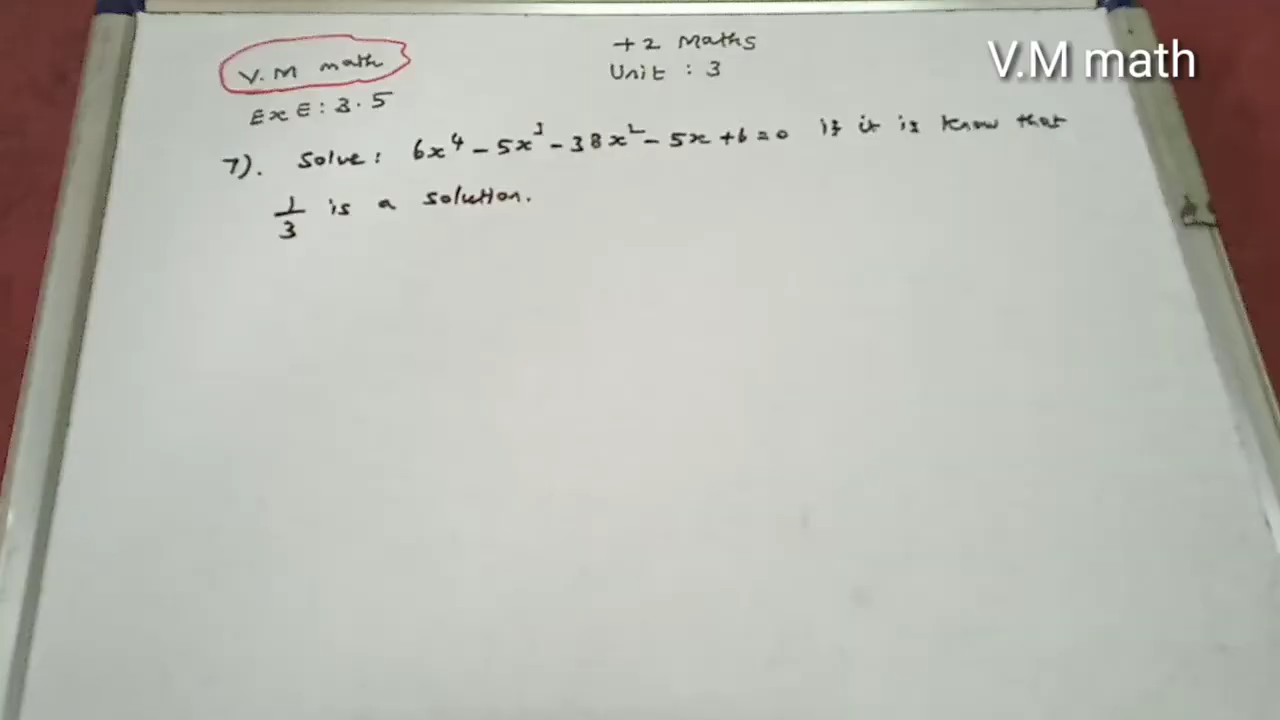 V.M math
+2 Maths
Unit : 3
V.M math
ExE : 3.5
7). Solve : 6x⁴ - 5x³ - 38x² - 5x + 6 = 0 if it is know that
1/3 is a solution.